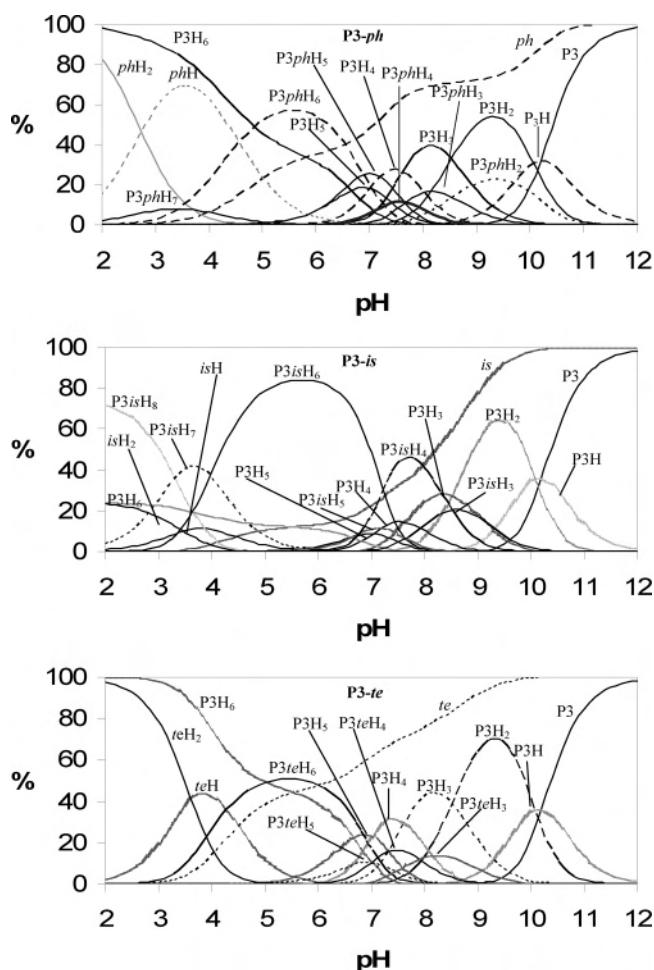 P3-ph
100
80
60
40
20
0
%
P3H6
phH2
phH
P3phH7
P3phH6
P3H5
P3phH5
P3H4
P3phH4
P3phH3
P3H3
P3H2
P3phH2
ph
P3H
P3
2 3 4 5 6 7 8 9 10 11 12
pH
P3-is
100
80
60
40
20
0
%
P3isH8
isH2
P3H6
P3isH7
isH
P3isH6
P3H5
P3isH5
P3H4
P3isH4
P3H3
P3isH3
is
P3H2
P3H
P3
2 3 4 5 6 7 8 9 10 11 12
pH
P3-te
100
80
60
40
20
0
%
teH2
P3H6
teH
P3teH6
P3teH5
P3H5
P3teH4
P3H4
P3H3
te
P3teH3
P3H2
P3H
P3
2 3 4 5 6 7 8 9 10 11 12
pH